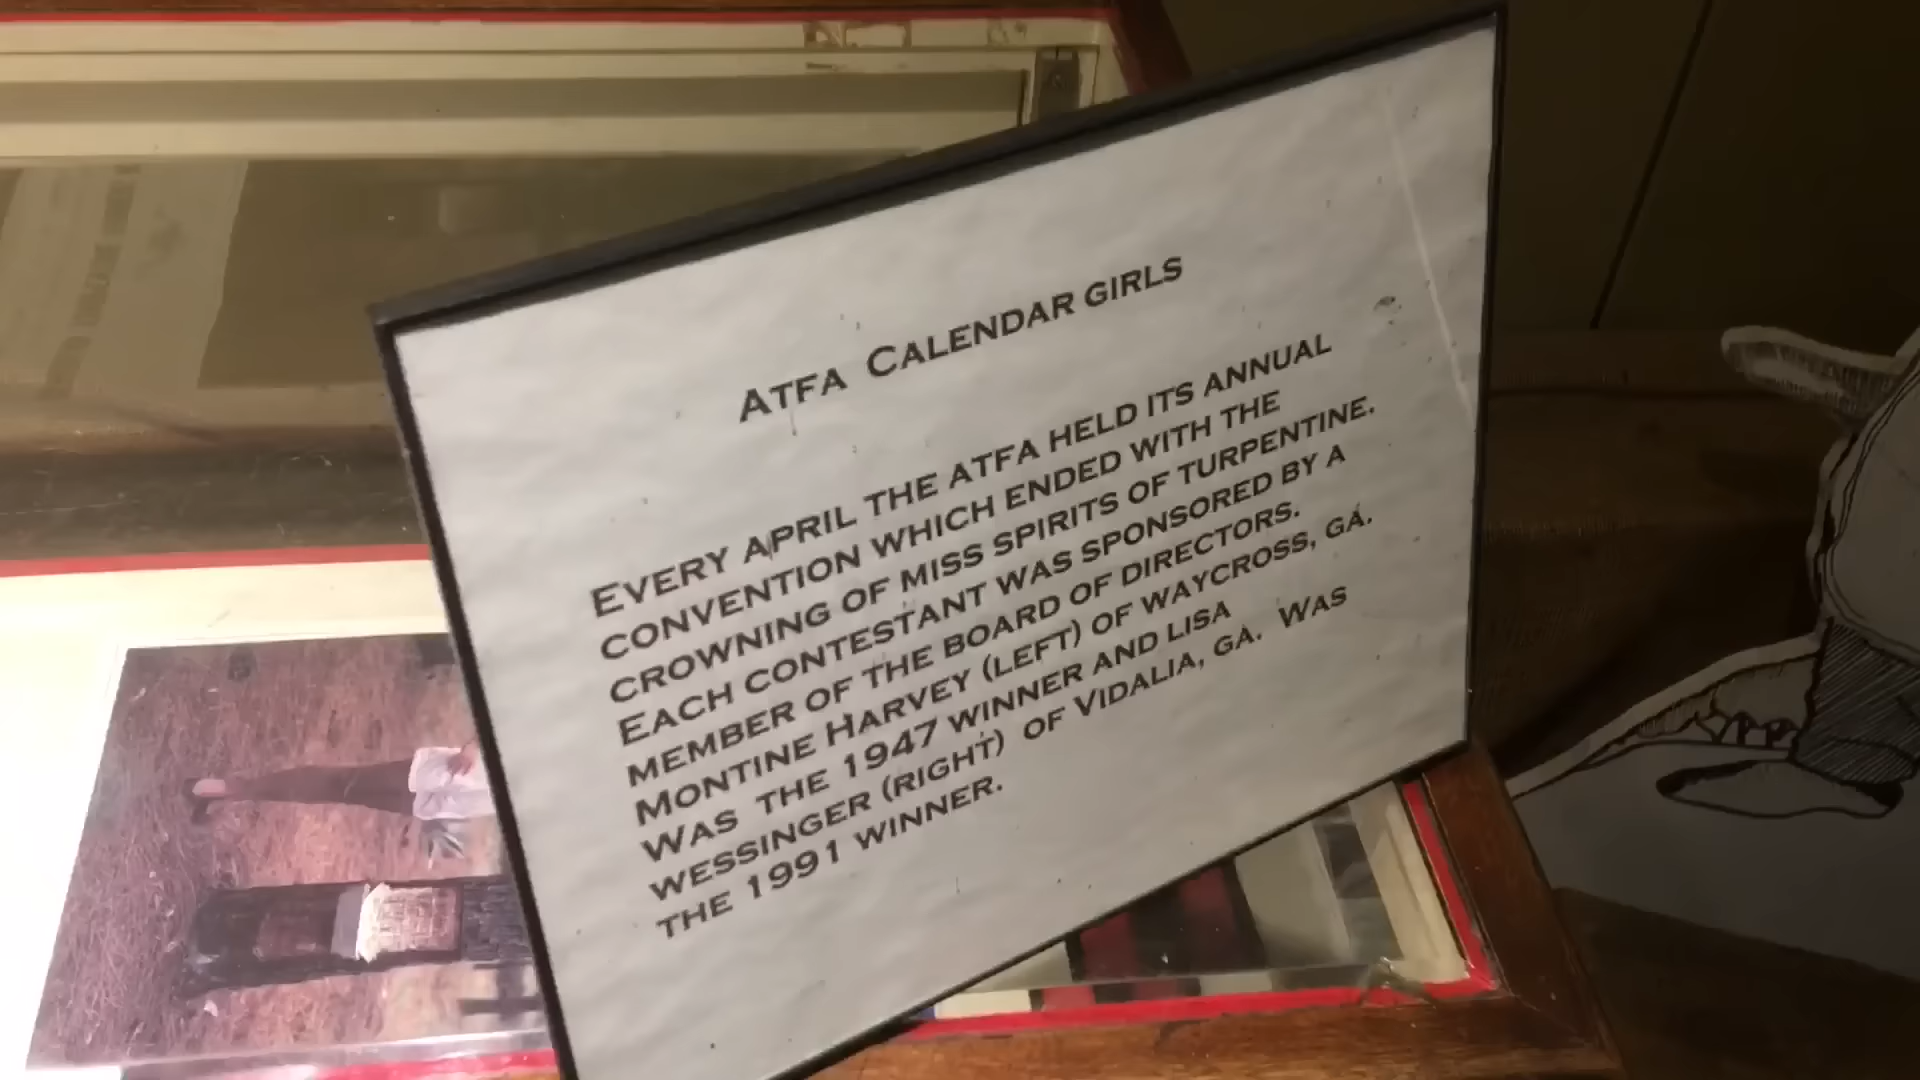 ATFA CALENDAR GIRLS
EVERY APRIL THE ATFA HELD ITS ANNUAL
CONVENTION WHICH ENDED WITH THE
CROWNING OF MISS SPIRITS OF TURPENTINE.
EACH CONTESTANT WAS SPONSORED BY A
MEMBER OF THE BOARD OF DIRECTORS.
MONTINE HARVEY (LEFT) OF WAYCROSS, GA.
WAS THE 1947 WINNER AND LISA
WESSINGER (RIGHT) OF VIDALIA, GA. WAS
THE 1991 WINNER.